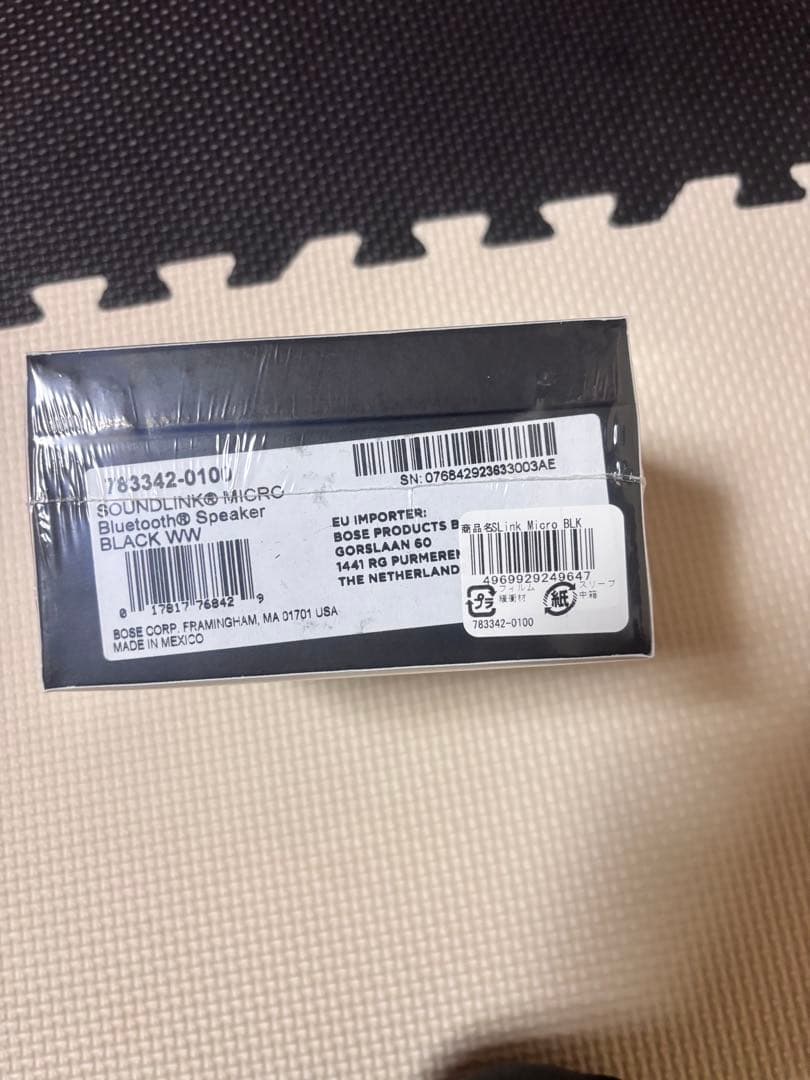 783342-0100
SOUNDLINK® MICRO
Bluetooth® Speaker
BLACK WW
0 17817 76842 9
BOSE CORP. FRAMINGHAM, MA 01701 USA
MADE IN MEXICO
SN: 076842923633003AE
EU IMPORTER:
BOSE PRODUCTS B
GORSLAAN 60
1441 RG PURMEREN
THE NETHERLAND
商品名SLink Micro BLK
4969929249647
プラ
フィルム
緩衝材
紙
スリーブ
中箱
783342-0100